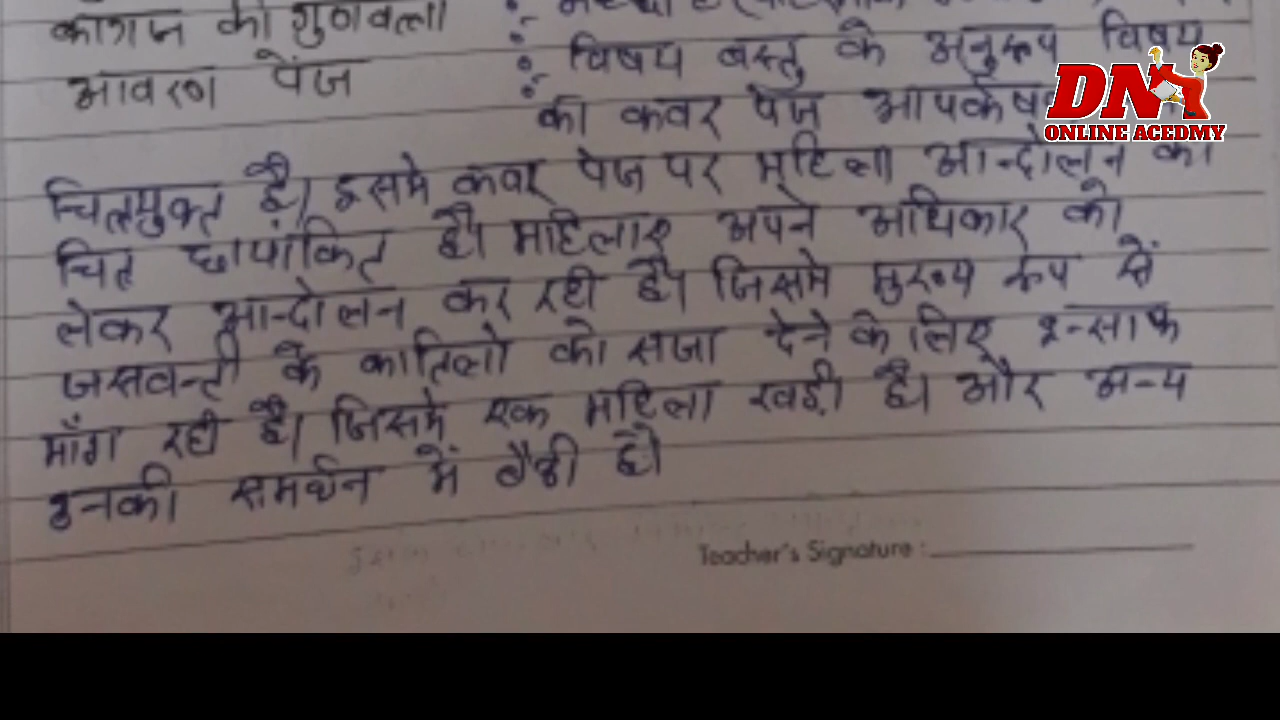 कागज की गुणवत्ता :
विषय वस्तु के अनुरूप विषय
आवरण पेंज :
की कवर पेज आपकेष
चित्रमुक्त है। इसमे कवर पेज पर महिला आन्दोलन का
चित्र छापांकित है। महिलाए अपने अधिकार को
लेकर आन्दोलन कर रही है। जिसमे मुख्य रूप से
जसवन्ती के कातिलो को सजा देने के लिए इन्साफ
माँग रही है। जिसमे एक महिला खड़ी है। और अन्य
उनकी समर्थन में बैठी है।
Teacher's Signature :
DN
ONLINE ACEDMY